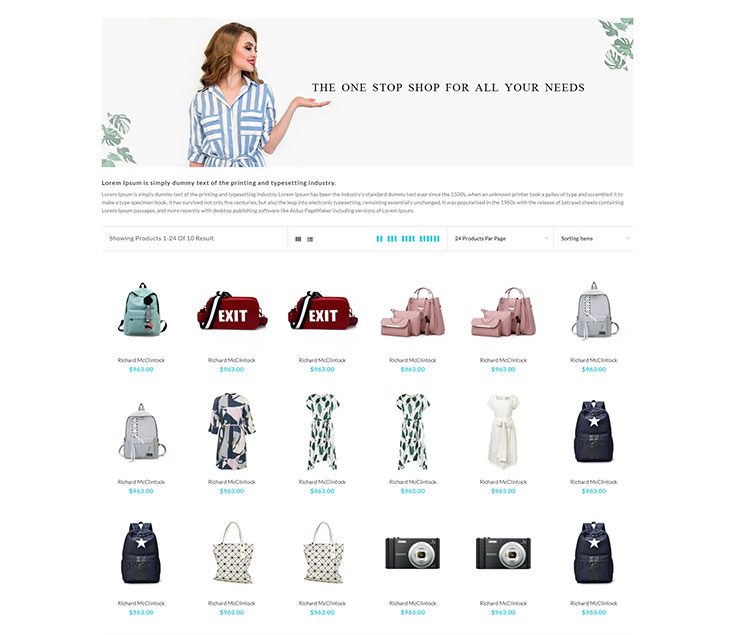 THE ONE STOP SHOP FOR ALL YOUR NEEDS
Lorem Ipsum is simply dummy text of the printing and typesetting industry.
Lorem Ipsum is simply dummy text of the printing and typesetting industry. Lorem Ipsum has been the industry's standard dummy text ever since the 1500s, when an unknown printer took a galley of type and scrambled it to
make a type specimen book. It has survived not only five centuries, but also the leap into electronic typesetting, remaining essentially unchanged. It was popularised in the 1960s with the release of Letraset sheets containing
Lorem Ipsum passages, and more recently with desktop publishing software like Aldus PageMaker including versions of Lorem Ipsum.
Showing Products 1-24 Of 10 Result 24 Products Par Page Sorting Items
EXIT EXIT
Richard McClintock Richard McClintock Richard McClintock Richard McClintock Richard McClintock Richard McClintock
$963.00 $963.00 $963.00 $963.00 $963.00 $963.00
Richard McClintock Richard McClintock Richard McClintock Richard McClintock Richard McClintock Richard McClintock
$963.00 $963.00 $963.00 $963.00 $963.00 $963.00
SONY SONY
Richard McClintock Richard McClintock Richard McClintock Richard McClintock Richard McClintock Richard McClintock
$963.00 $963.00 $963.00 $963.00 $963.00 $963.00